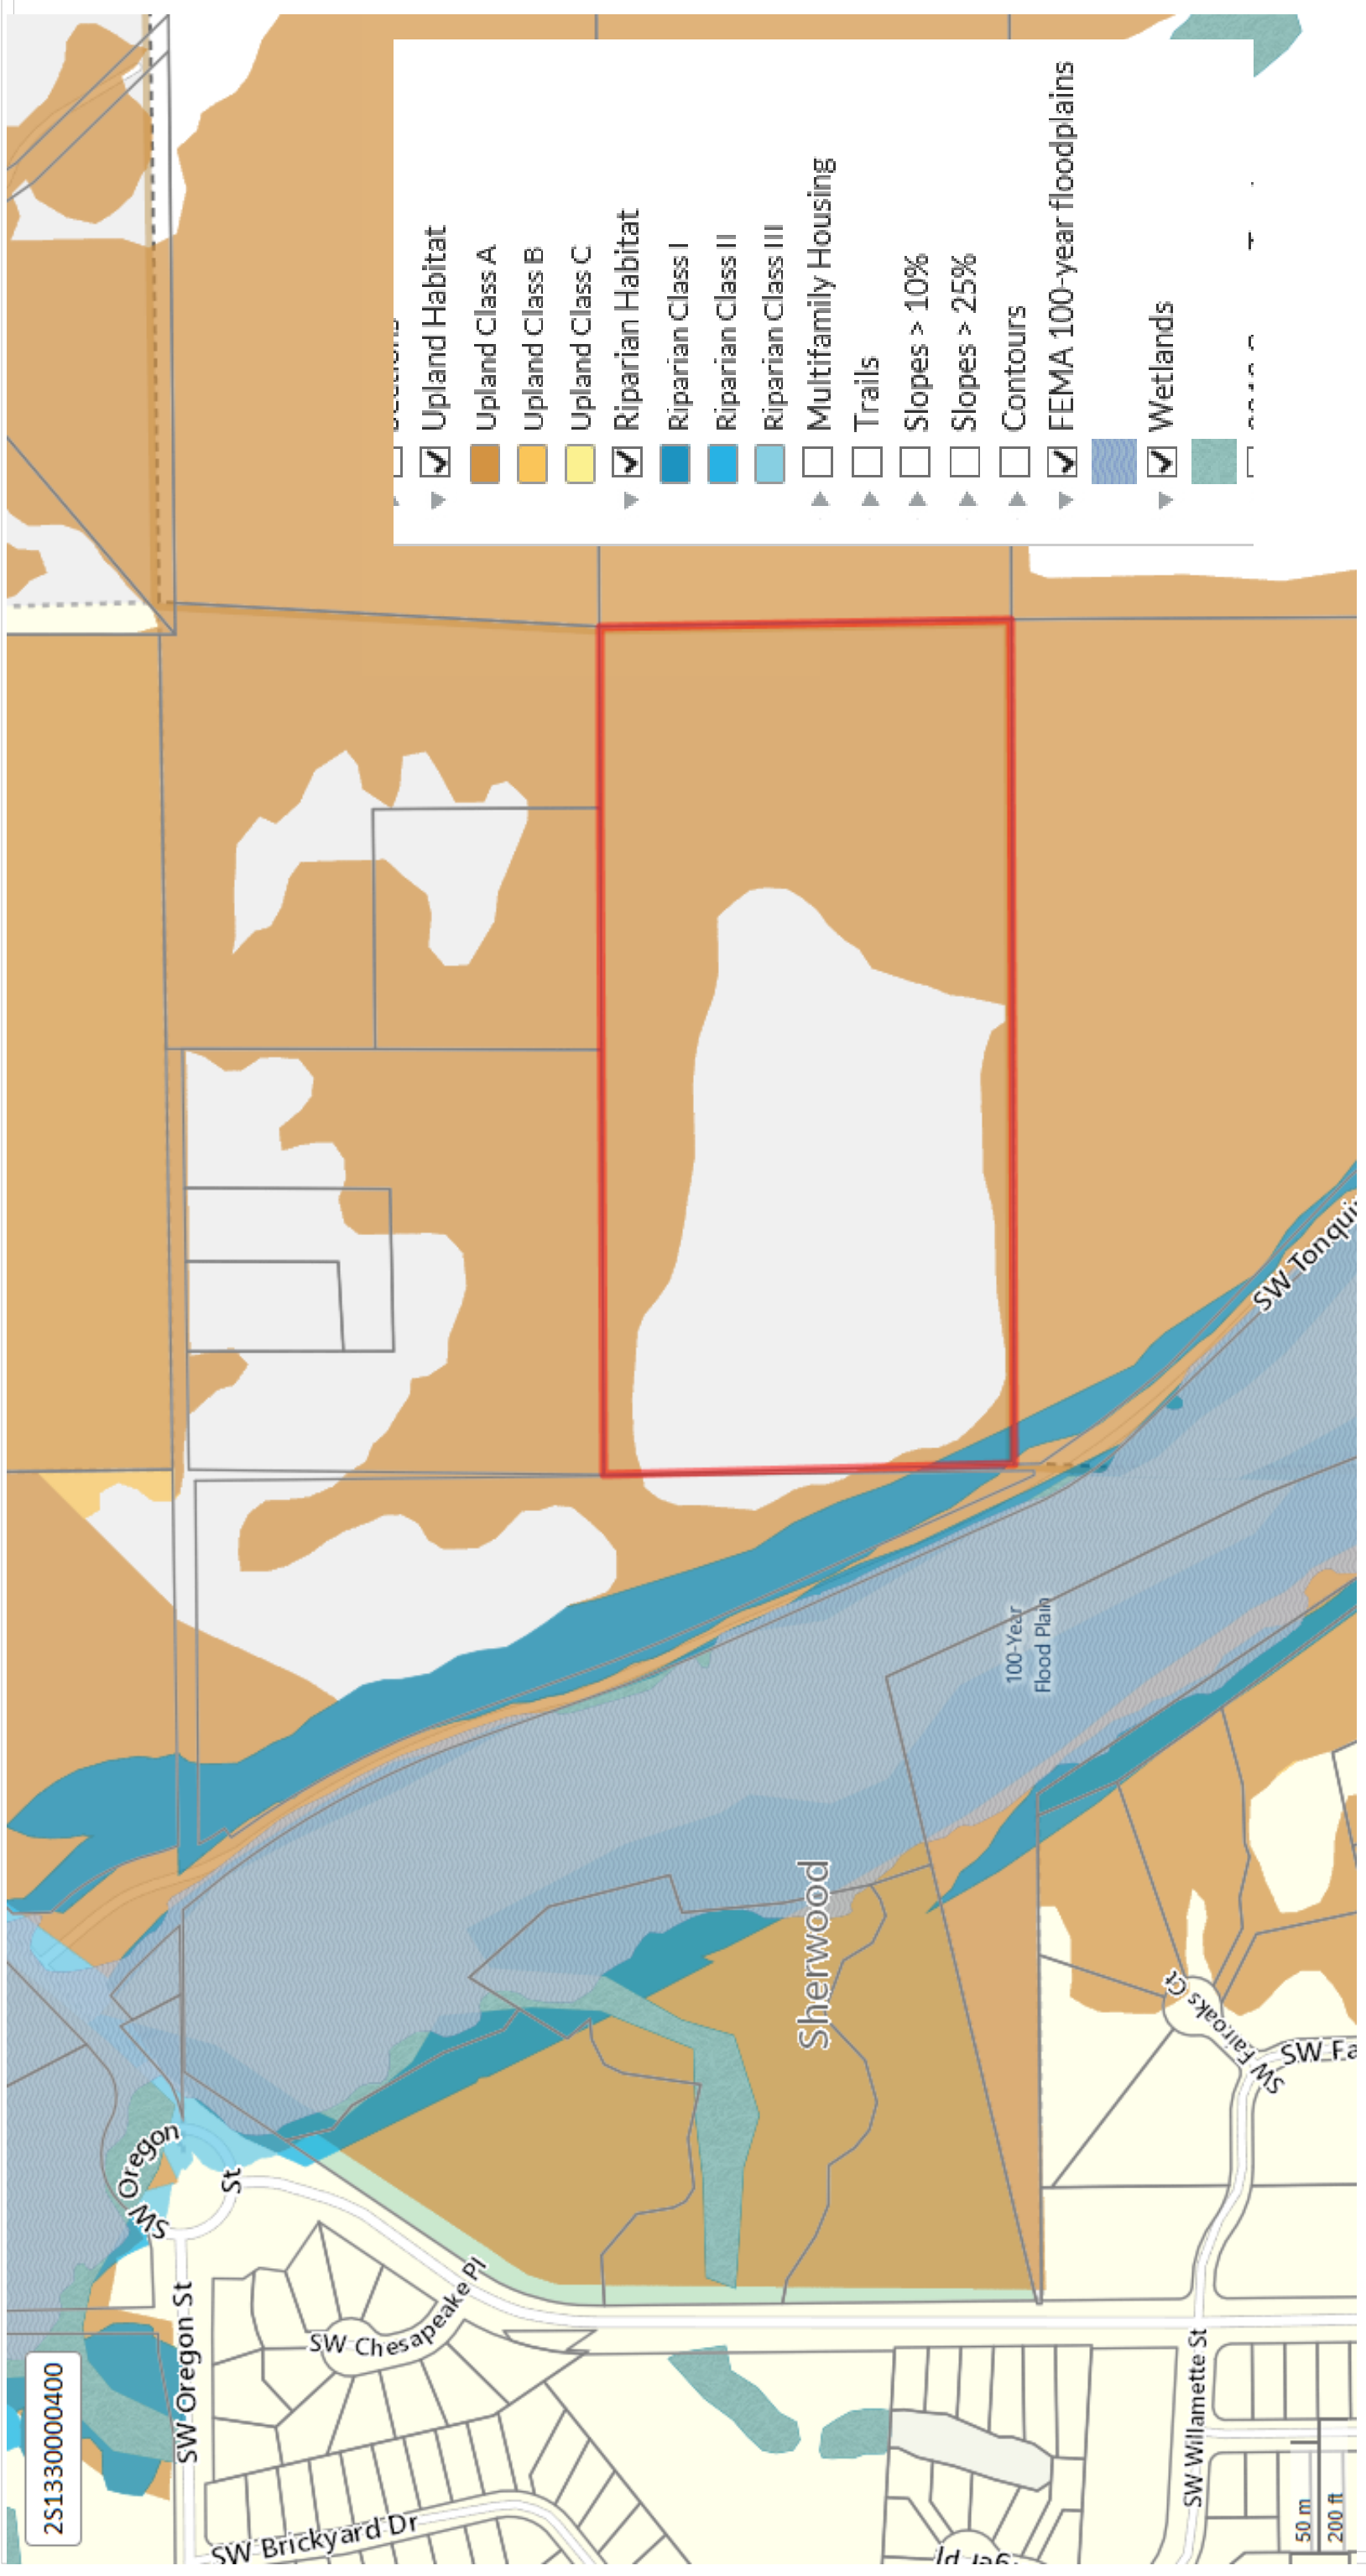 2S1330000400
SW Oregon St
SW Brickyard Dr
SW Chesapeake Pl
SW Oregon
St
Sherwood
100-Year
Flood Plain
SW Fairoaks Ct
SW Fa
SW Willamette St
SW Tonqui
50 m
200 ft
Upland Habitat
Upland Class A
Upland Class B
Upland Class C
Riparian Habitat
Riparian Class I
Riparian Class II
Riparian Class III
Multifamily Housing
Trails
Slopes > 10%
Slopes > 25%
Contours
FEMA 100-year floodplains
Wetlands